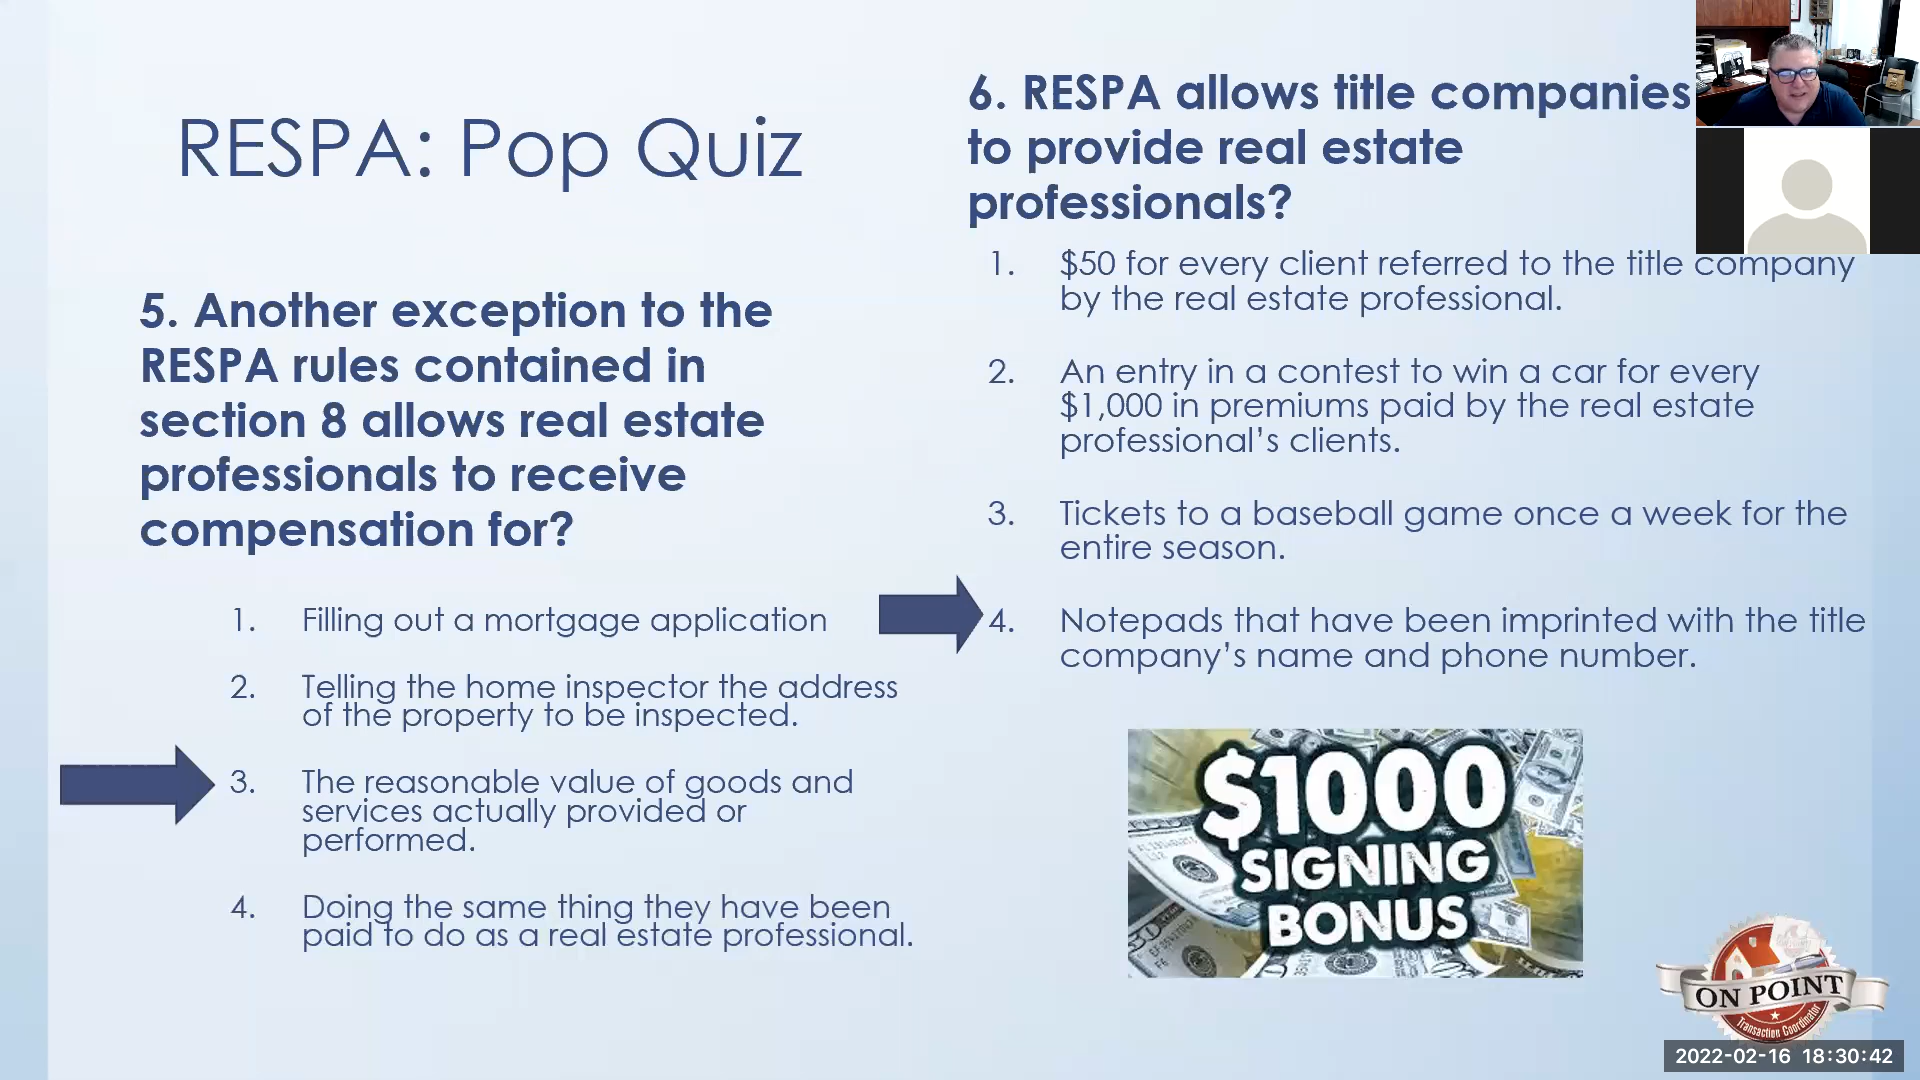 RESPA: Pop Quiz
5. Another exception to the
RESPA rules contained in
section 8 allows real estate
professionals to receive
compensation for?
1. Filling out a mortgage application
2. Telling the home inspector the address
of the property to be inspected.
3. The reasonable value of goods and
services actually provided or
performed.
4. Doing the same thing they have been
paid to do as a real estate professional.
6. RESPA allows title companies
to provide real estate
professionals?
1. $50 for every client referred to the title company
by the real estate professional.
2. An entry in a contest to win a car for every
$1,000 in premiums paid by the real estate
professional’s clients.
3. Tickets to a baseball game once a week for the
entire season.
4. Notepads that have been imprinted with the title
company’s name and phone number.
$1000
SIGNING
BONUS
ON POINT
Transaction Coordinator
2022-02-16 18:30:42